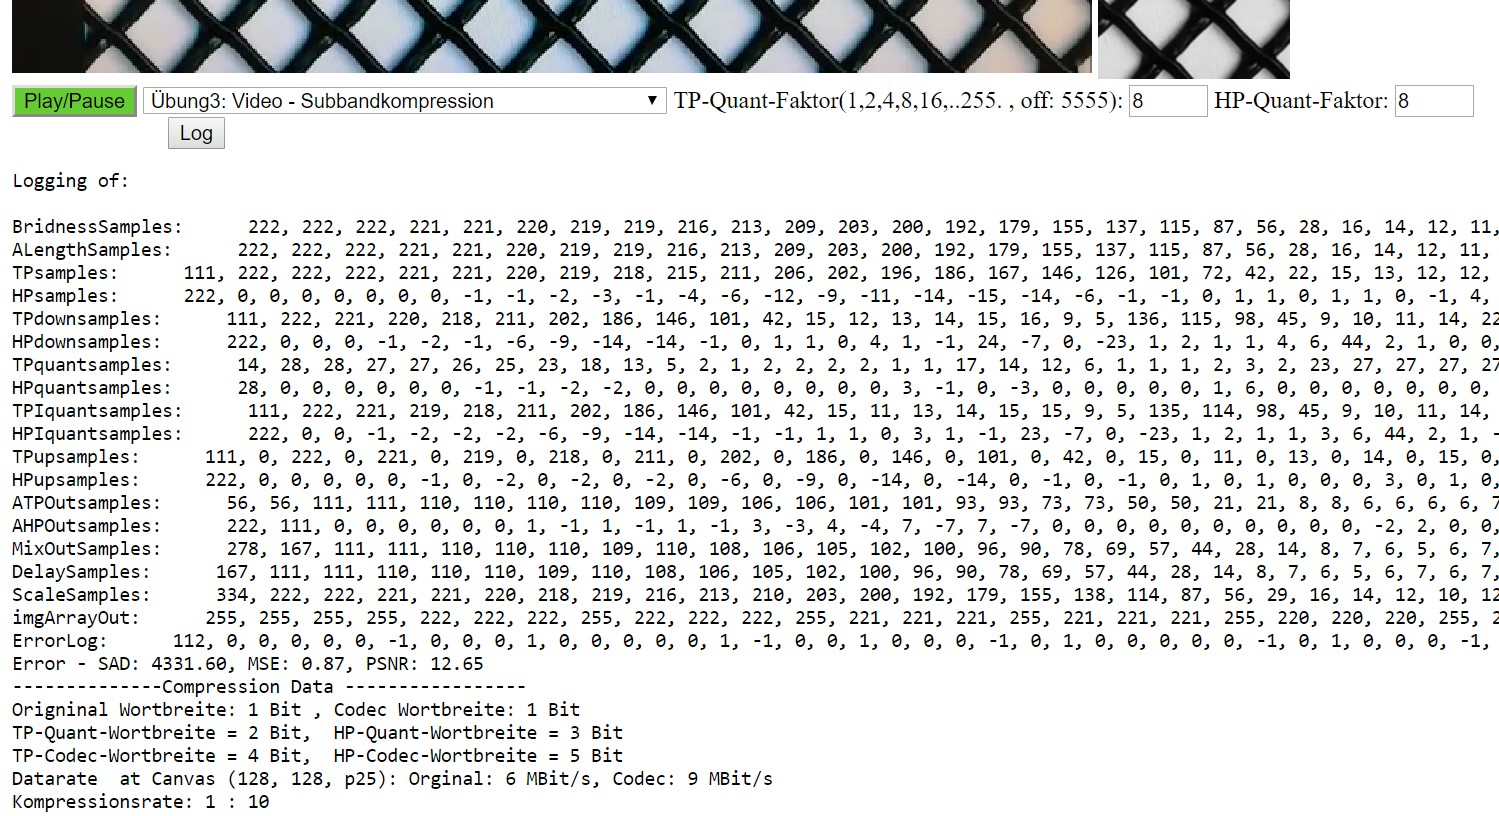 Play/Pause Übung3: Video - Subbandkompression TP-Quant-Faktor(1,2,4,8,16,..255. , off: 5555): 8 HP-Quant-Faktor: 8
Log
Logging of:
BridnessSamples: 222, 222, 222, 221, 221, 220, 219, 219, 216, 213, 209, 203, 200, 192, 179, 155, 137, 115, 87, 56, 28, 16, 14, 12, 11,
ALengthSamples: 222, 222, 222, 221, 221, 220, 219, 219, 216, 213, 209, 203, 200, 192, 179, 155, 137, 115, 87, 56, 28, 16, 14, 12, 11,
TPsamples: 111, 222, 222, 222, 221, 221, 220, 219, 218, 215, 211, 206, 202, 196, 186, 167, 146, 126, 101, 72, 42, 22, 15, 13, 12, 12,
HPsamples: 222, 0, 0, 0, 0, 0, 0, 0, -1, -1, -2, -3, -1, -4, -6, -12, -9, -11, -14, -15, -14, -6, -1, -1, 0, 1, 1, 0, 1, 1, 0, -1, 4,
TPdownsamples: 111, 222, 221, 220, 218, 211, 202, 186, 146, 101, 42, 15, 12, 13, 14, 15, 16, 9, 5, 136, 115, 98, 45, 9, 10, 11, 14, 22
HPdownsamples: 222, 0, 0, 0, -1, -2, -1, -6, -9, -14, -14, -1, 0, 1, 1, 0, 4, 1, -1, 24, -7, 0, -23, 1, 2, 1, 1, 4, 6, 44, 2, 1, 0, 0,
TPquantsamples: 14, 28, 28, 27, 27, 26, 25, 23, 18, 13, 5, 2, 1, 2, 2, 2, 2, 1, 1, 17, 14, 12, 6, 1, 1, 1, 2, 3, 2, 23, 27, 27, 27, 27
HPquantsamples: 28, 0, 0, 0, 0, 0, 0, -1, -1, -2, -2, 0, 0, 0, 0, 0, 0, 0, 0, 3, -1, 0, -3, 0, 0, 0, 0, 0, 1, 6, 0, 0, 0, 0, 0, 0, 0,
TPIquantsamples: 111, 222, 221, 219, 218, 211, 202, 186, 146, 101, 42, 15, 11, 13, 14, 15, 15, 9, 5, 135, 114, 98, 45, 9, 10, 11, 14,
HPIquantsamples: 222, 0, 0, -1, -2, -2, -2, -6, -9, -14, -14, -1, -1, 1, 1, 0, 3, 1, -1, 23, -7, 0, -23, 1, 2, 1, 1, 3, 6, 44, 2, 1, -
TPupsamples: 111, 0, 222, 0, 221, 0, 219, 0, 218, 0, 211, 0, 202, 0, 186, 0, 146, 0, 101, 0, 42, 0, 15, 0, 11, 0, 13, 0, 14, 0, 15, 0,
HPupsamples: 222, 0, 0, 0, 0, 0, -1, 0, -2, 0, -2, 0, -2, 0, -6, 0, -9, 0, -14, 0, -14, 0, -1, 0, -1, 0, 1, 0, 1, 0, 0, 0, 3, 0, 1, 0,
ATPOutsamples: 56, 56, 111, 111, 110, 110, 110, 110, 109, 109, 106, 106, 101, 101, 93, 93, 73, 73, 50, 50, 21, 21, 8, 8, 6, 6, 6, 6, 7
AHPOutsamples: 222, 111, 0, 0, 0, 0, 0, 0, 1, -1, 1, -1, 1, -1, 3, -3, 4, -4, 7, -7, 7, -7, 0, 0, 0, 0, 0, 0, 0, 0, 0, 0, -2, 2, 0, 0,
MixOutSamples: 278, 167, 111, 111, 110, 110, 110, 109, 110, 108, 106, 105, 102, 100, 96, 90, 78, 69, 57, 44, 28, 14, 8, 7, 6, 5, 6, 7,
DelaySamples: 167, 111, 111, 110, 110, 110, 109, 110, 108, 106, 105, 102, 100, 96, 90, 78, 69, 57, 44, 28, 14, 8, 7, 6, 5, 6, 7, 6, 7,
ScaleSamples: 334, 222, 222, 221, 221, 220, 218, 219, 216, 213, 210, 203, 200, 192, 179, 155, 138, 114, 87, 56, 29, 16, 14, 12, 10, 12
imgArrayOut: 255, 255, 255, 255, 222, 222, 222, 255, 222, 222, 222, 255, 221, 221, 221, 255, 221, 221, 221, 255, 220, 220, 220, 255, 2
ErrorLog: 112, 0, 0, 0, 0, 0, -1, 0, 0, 0, 1, 0, 0, 0, 0, 0, 1, -1, 0, 0, 1, 0, 0, 0, -1, 0, 1, 0, 0, 0, 0, 0, -1, 0, 1, 0, 0, 0, -1,
Error - SAD: 4331.60, MSE: 0.87, PSNR: 12.65
--------------Compression Data -----------------
Origninal Wortbreite: 1 Bit , Codec Wortbreite: 1 Bit
TP-Quant-Wortbreite = 2 Bit, HP-Quant-Wortbreite = 3 Bit
TP-Codec-Wortbreite = 4 Bit, HP-Codec-Wortbreite = 5 Bit
Datarate at Canvas (128, 128, p25): Orginal: 6 MBit/s, Codec: 9 MBit/s
Kompressionsrate: 1 : 10